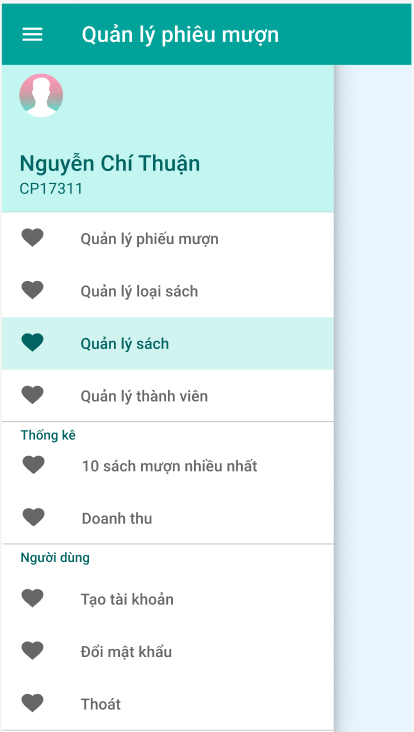 Quản lý phiêu mượn
Nguyễn Chí Thuận
CP17311
Quản lý phiếu mượn
Quản lý loại sách
Quản lý sách
Quản lý thành viên
Thống kê
10 sách mượn nhiều nhất
Doanh thu
Người dùng
Tạo tài khoản
Đổi mật khẩu
Thoát